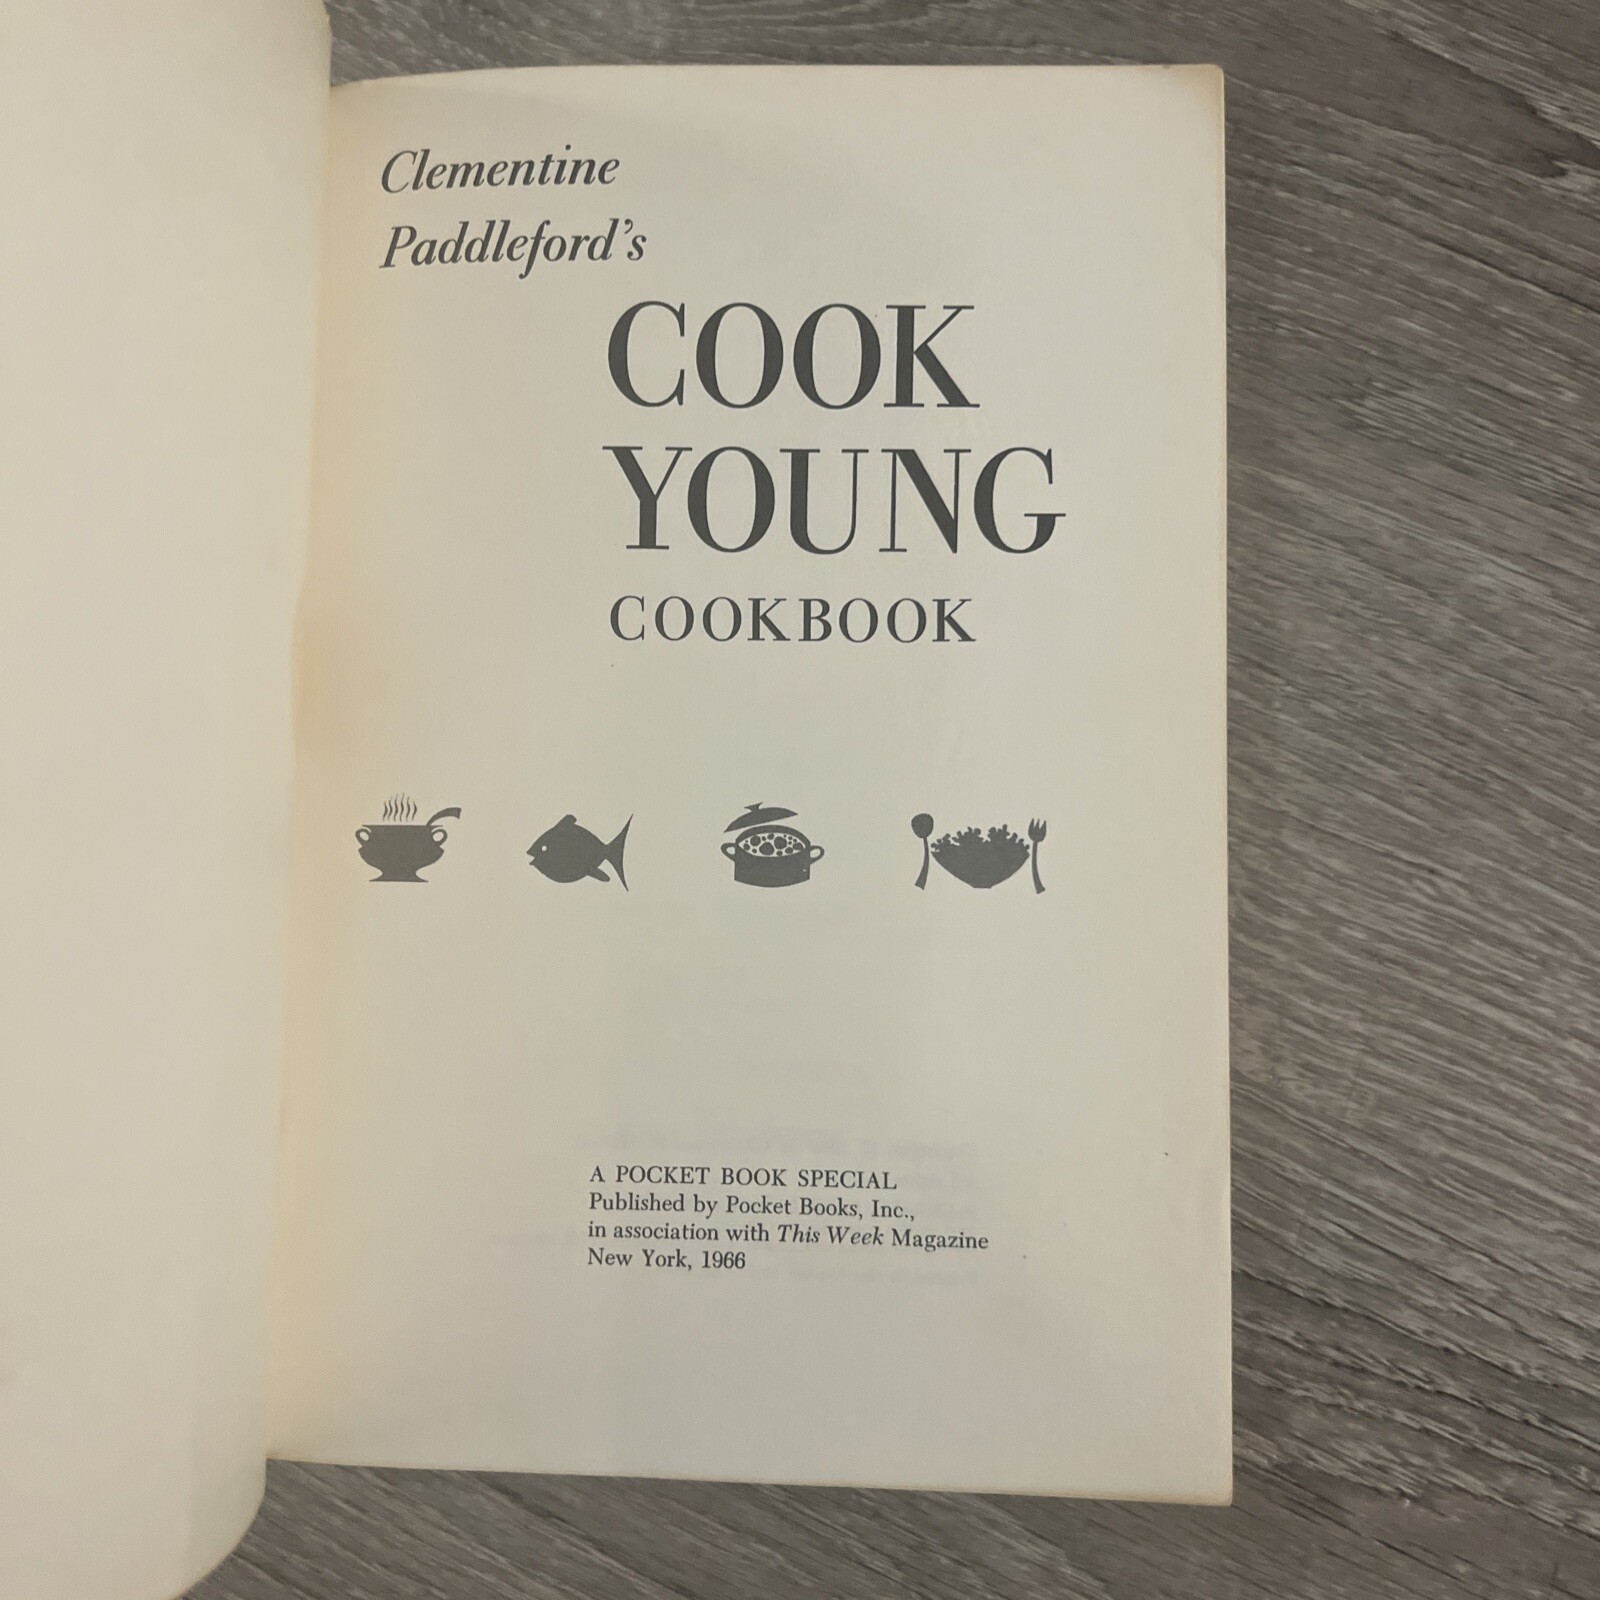 Clementine
Paddleford's
COOK
YOUNG
COOKBOOK
A POCKET BOOK SPECIAL
Published by Pocket Books, Inc.,
in association with This Week Magazine
New York, 1966